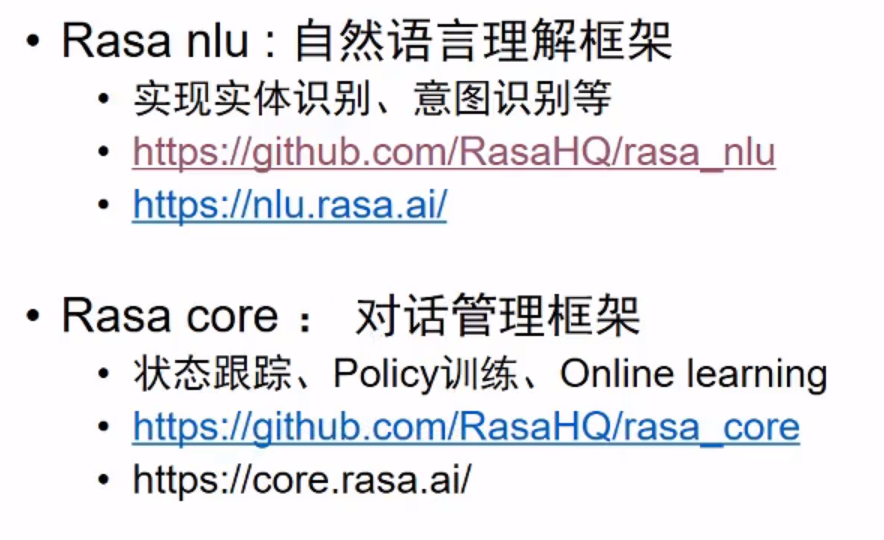 • Rasa nlu : 自然语言理解框架
• 实现实体识别、意图识别等
• https://github.com/RasaHQ/rasa_nlu
• https://nlu.rasa.ai/
• Rasa core ： 对话管理框架
• 状态跟踪、Policy训练、Online learning
• https://github.com/RasaHQ/rasa_core
• https://core.rasa.ai/